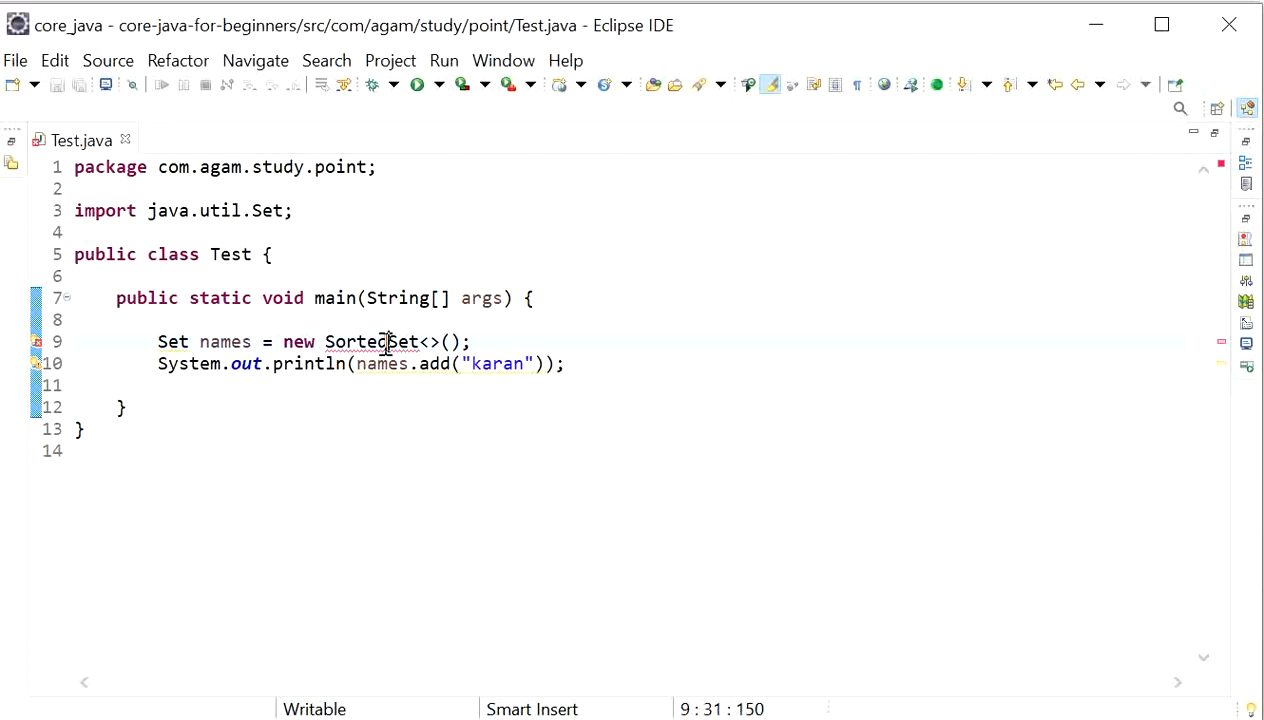 core_java - core-java-for-beginners/src/com/agam/study/point/Test.java - Eclipse IDE
File Edit Source Refactor Navigate Search Project Run Window Help
Test.java
1 package com.agam.study.point;
2
3 import java.util.Set;
4
5 public class Test {
6
7 public static void main(String[] args) {
8
9 Set names = new SortedSet<>();
10 System.out.println(names.add("karan"));
11
12 }
13 }
14
Writable Smart Insert 9 : 31 : 150